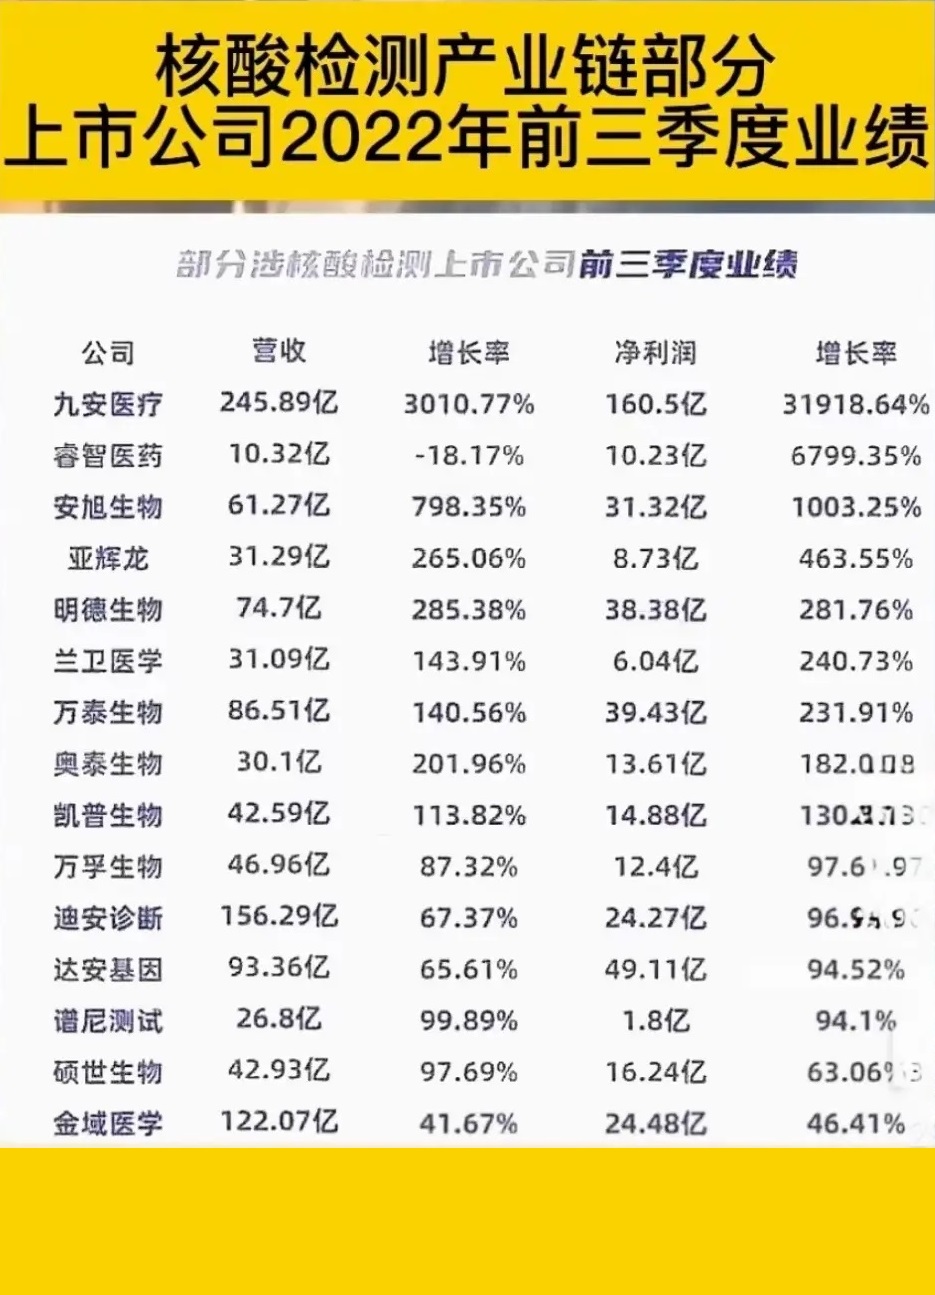 核酸检测产业链部分
上市公司2022年前三季度业绩
部分涉核酸检测上市公司前三季度业绩
公司 营收 增长率 净利润 增长率
九安医疗 245.89亿 3010.77% 160.5亿 31918.64%
睿智医药 10.32亿 -18.17% 10.23亿 6799.35%
安旭生物 61.27亿 798.35% 31.32亿 1003.25%
亚辉龙 31.29亿 265.06% 8.73亿 463.55%
明德生物 74.7亿 285.38% 38.38亿 281.76%
兰卫医学 31.09亿 143.91% 6.04亿 240.73%
万泰生物 86.51亿 140.56% 39.43亿 231.91%
奥泰生物 30.1亿 201.96% 13.61亿
凯普生物 42.59亿 113.82% 14.88亿
万孚生物 46.96亿 87.32% 12.4亿
迪安诊断 156.29亿 67.37% 24.27亿
达安基因 93.36亿 65.61% 49.11亿 94.52%
谱尼测试 26.8亿 99.89% 1.8亿 94.1%
硕世生物 42.93亿 97.69% 16.24亿 63.06%
金域医学 122.07亿 41.67% 24.48亿 46.41%